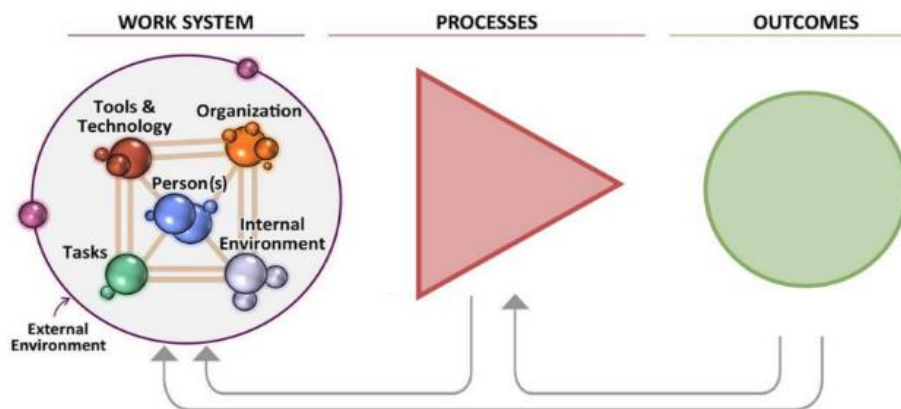 WORK SYSTEM
PROCESSES
OUTCOMES
Tools &
Technology
Organization
Person(s)
Internal
Environment
Tasks
External
Environment